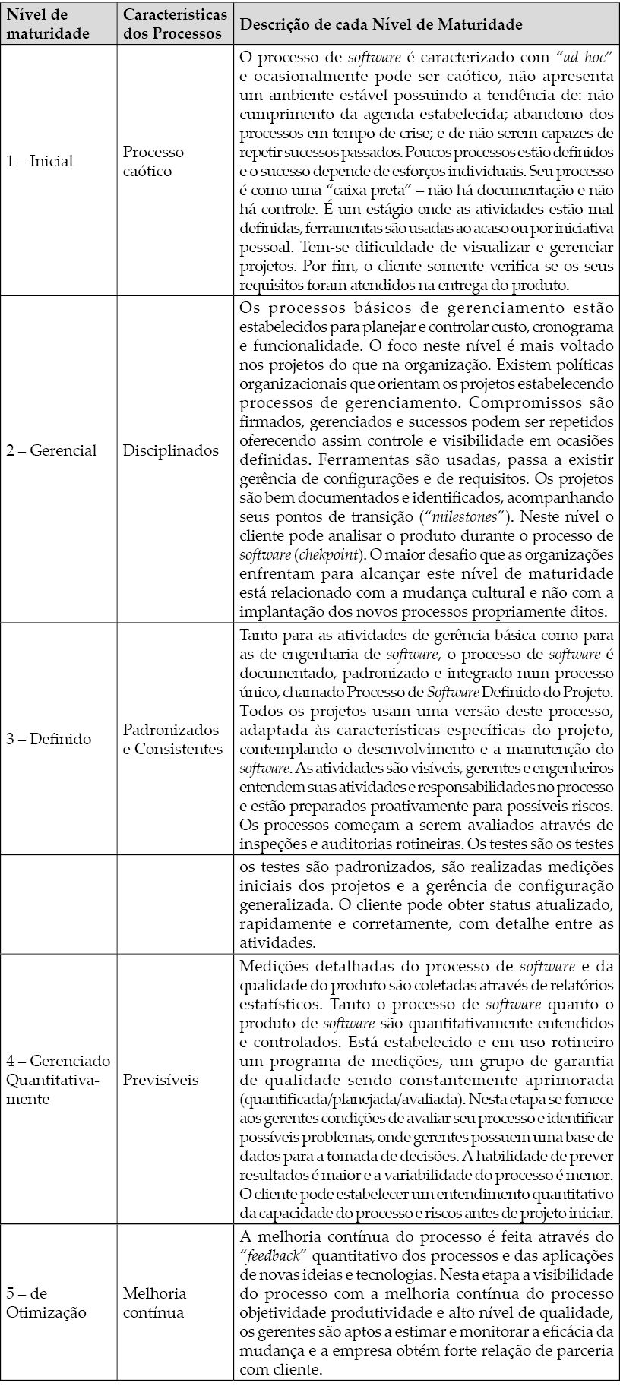 Nível de maturidade
Características dos Processos
Descrição de cada Nível de Maturidade
1 – Inicial
Processo caótico
O processo de software é caracterizado com “ad hoc”
e ocasionalmente pode ser caótico, não apresenta
um ambiente estável possuindo a tendência de: não
cumprimento da agenda estabelecida; abandono dos
processos em tempo de crise; e de não serem capazes de
repetir sucessos passados. Poucos processos estão definidos
e o sucesso depende de esforços individuais. Seu processo
é como uma “caixa preta” – não há documentação e não
há controle. É um estágio onde as atividades estão mal
definidas, ferramentas são usadas ao acaso ou por iniciativa
pessoal. Tem-se dificuldade de visualizar e gerenciar
projetos. Por fim, o cliente somente verifica se os seus
requisitos foram atendidos na entrega do produto.
2 – Gerencial
Disciplinados
Os processos básicos de gerenciamento estão
estabelecidos para planejar e controlar custo, cronograma
e funcionalidade. O foco neste nível é mais voltado
nos projetos do que na organização. Existem políticas
organizacionais que orientam os projetos estabelecendo
processos de gerenciamento. Compromissos são
firmados, gerenciados e sucessos podem ser repetidos
oferecendo assim controle e visibilidade em ocasiões
definidas. Ferramentas são usadas, passa a existir
gerência de configurações e de requisitos. Os projetos
são bem documentados e identificados, acompanhando
seus pontos de transição (“milestones”). Neste nível o
cliente pode analisar o produto durante o processo de
software (chekpoint). O maior desafio que as organizações
enfrentam para alcançar este nível de maturidade
está relacionado com a mudança cultural e não com a
implantação dos novos processos propriamente ditos.
3 – Definido
Padronizados
e Consistentes
Tanto para as atividades de gerência básica como para
as de engenharia de software, o processo de software é
documentado, padronizado e integrado num processo
único, chamado Processo de Software Definido do Projeto.
Todos os projetos usam uma versão deste processo,
adaptada às características específicas do projeto,
contemplando o desenvolvimento e a manutenção do
software. As atividades são visíveis, gerentes e engenheiros
entendem suas atividades e responsabilidades no processo
e estão preparados proativamente para possíveis riscos.
Os processos começam a serem avaliados através de
inspeções e auditorias rotineiras. Os testes são os testes
os testes são padronizados, são realizadas medições
iniciais dos projetos e a gerência de configuração
generalizada. O cliente pode obter status atualizado,
rapidamente e corretamente, com detalhe entre as
atividades.
4 – Gerenciado
Quantitativa-
mente
Previsíveis
Medições detalhadas do processo de software e da
qualidade do produto são coletadas através de relatórios
estatísticos. Tanto o processo de software quanto o
produto de software são quantitativamente entendidos
e controlados. Está estabelecido e em uso rotineiro
um programa de medições, um grupo de garantia
de qualidade sendo constantemente aprimorada
(quantificada/planejada/avaliada). Nesta etapa se fornece
aos gerentes condições de avaliar seu processo e identificar
possíveis problemas, onde gerentes possuem uma base de
dados para a tomada de decisões. A habilidade de prever
resultados é maior e a variabilidade do processo é menor.
O cliente pode estabelecer um entendimento quantitativo
da capacidade do processo e riscos antes de projeto iniciar.
5 – de
Otimização
Melhoria
contínua
A melhoria contínua do processo é feita através do
“feedback” quantitativo dos processos e das aplicações
de novas ideias e tecnologias. Nesta etapa a visibilidade
do processo com a melhoria contínua do processo
objetividade produtividade e alto nível de qualidade,
os gerentes são aptos a estimar e monitorar a eficácia da
mudança e a empresa obtém forte relação de parceria
com cliente.